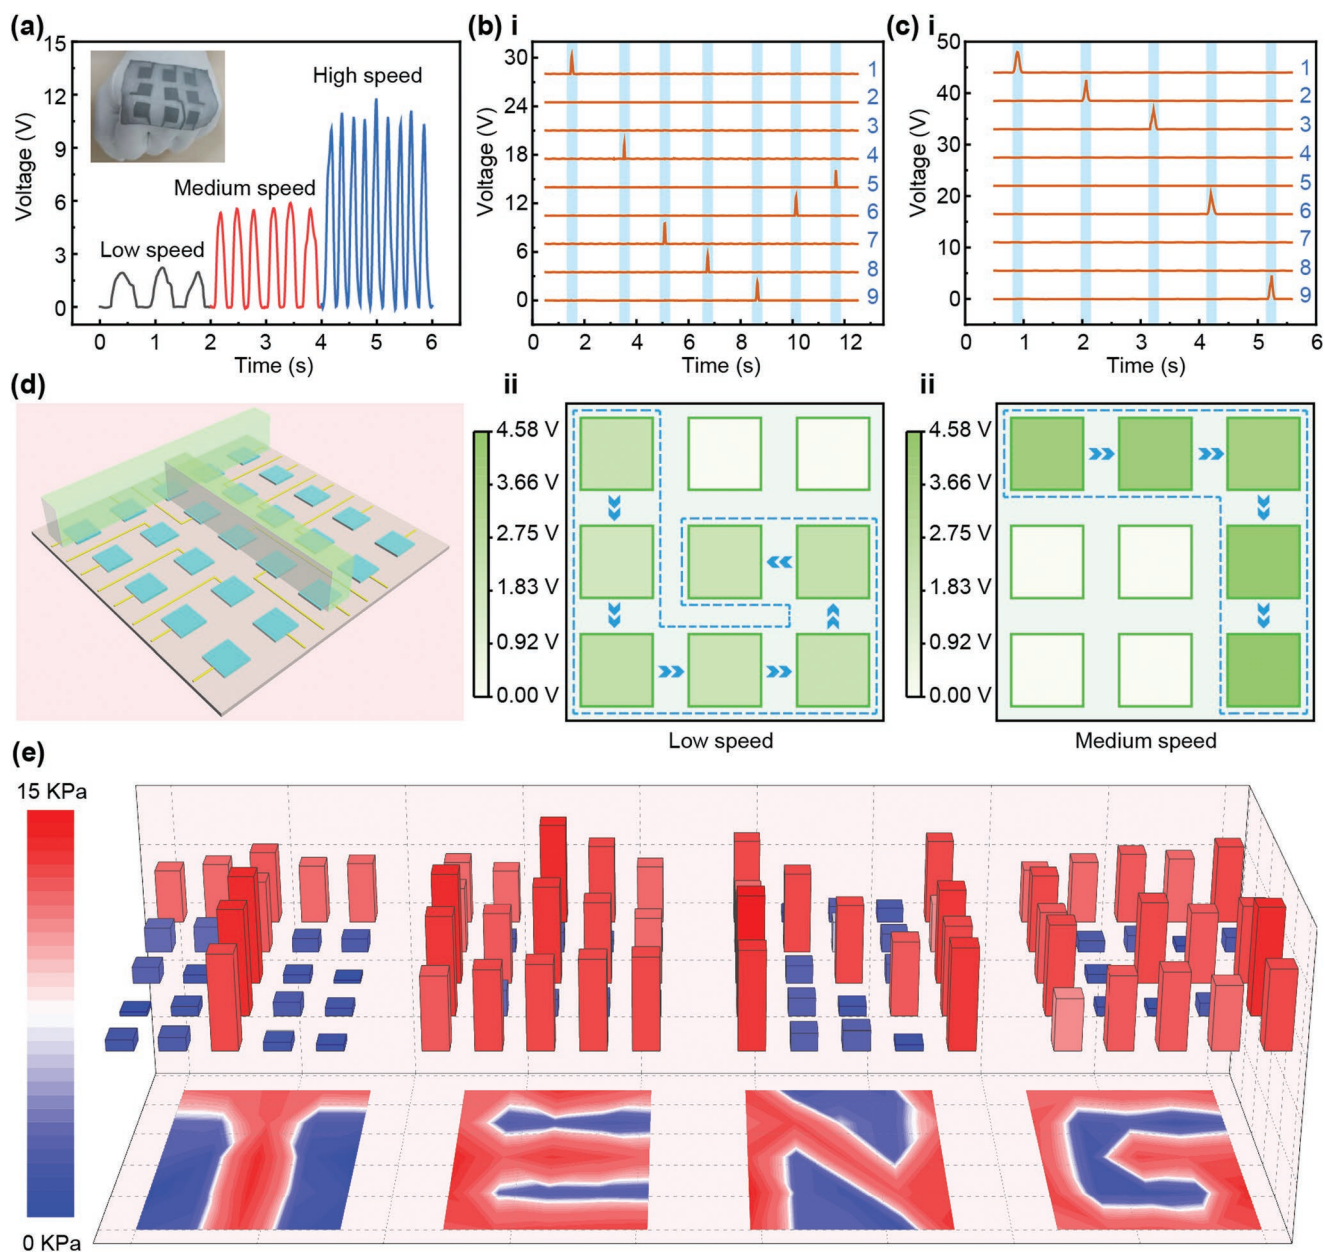 (a)
15
12
9
6
3
0
Voltage (V)
High speed
Medium speed
Low speed
0 1 2 3 4 5 6
Time (s)
(b) i
30
24
18
12
6
0
Voltage (V)
1
2
3
4
5
6
7
8
9
0 2 4 6 8 10 12
Time (s)
(c) i
50
40
30
20
10
0
Voltage (V)
1
2
3
4
5
6
7
8
9
0 1 2 3 4 5 6
Time (s)
(d)
ii
4.58 V
3.66 V
2.75 V
1.83 V
0.92 V
0.00 V
Low speed
ii
4.58 V
3.66 V
2.75 V
1.83 V
0.92 V
0.00 V
Medium speed
(e)
15 KPa
0 KPa